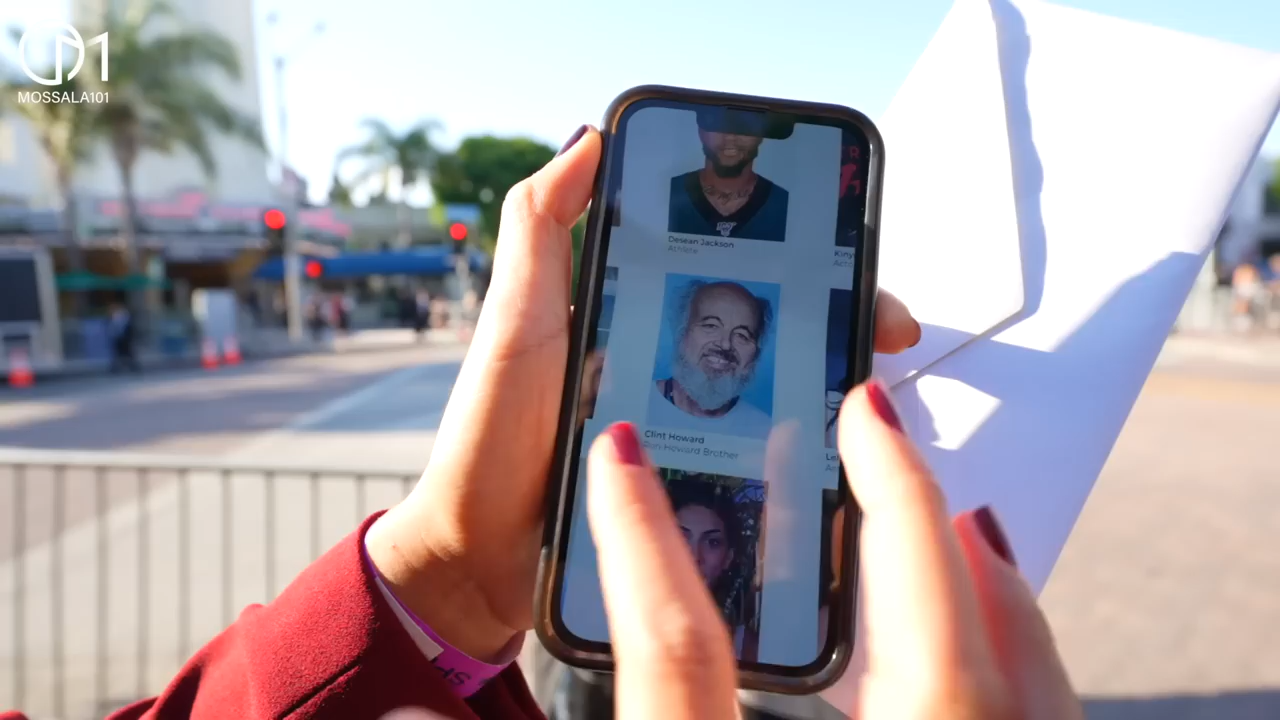 MOSSALA101
Desean Jackson
Athlete
Clint Howard
Ron Howard Brother